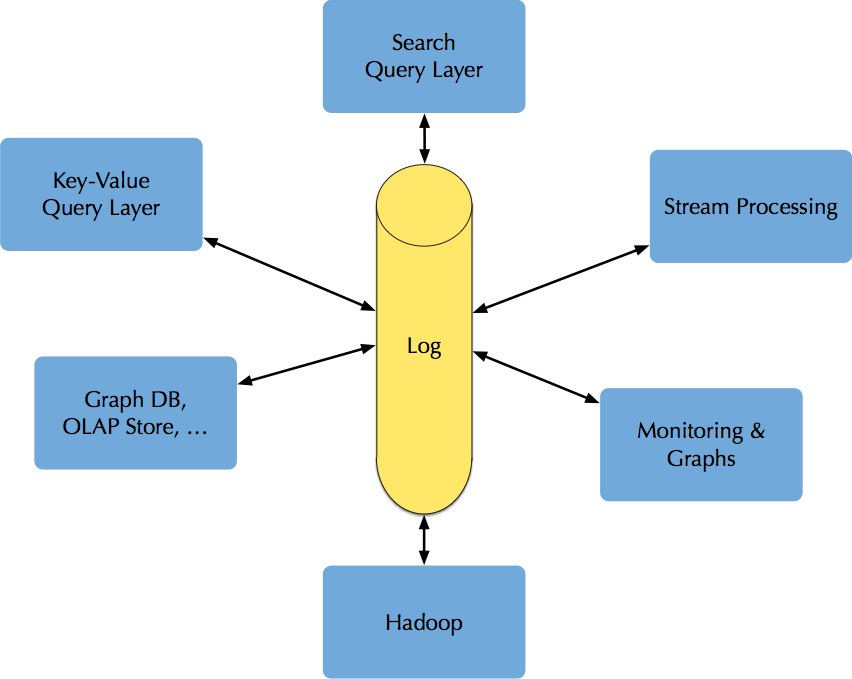 Search
Query Layer
Key-Value
Query Layer
Stream Processing
Log
Graph DB,
OLAP Store, …
Monitoring &
Graphs
Hadoop